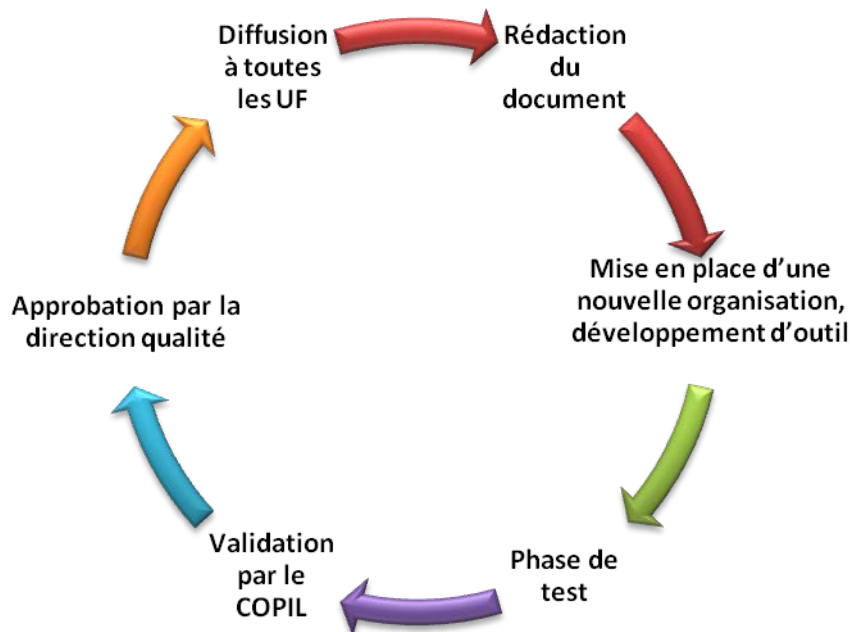 Diffusion
à toutes
les UF
Rédaction
du
document
Mise en place d’une
nouvelle organisation,
développement d’outil
Phase de
test
Validation
par le
COPIL
Approbation par la
direction qualité